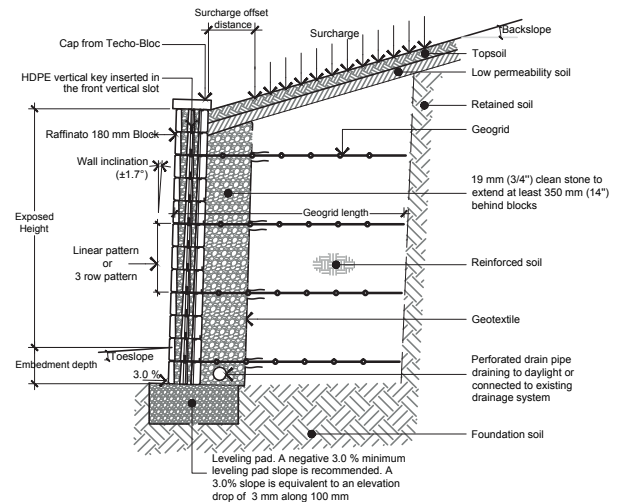 Surcharge offset
distance
Surcharge
Backslope
Cap from Techo-Bloc
Topsoil
Low permeability soil
HDPE vertical key inserted in
the front vertical slot
Retained soil
Raffinato 180 mm Block
Geogrid
Wall inclination
(±1.7°)
19 mm (3/4") clean stone to
extend at least 350 mm (14")
behind blocks
Geogrid length
Exposed
Height
Linear pattern
or
3 row pattern
Reinforced soil
Geotextile
Toeslope
Embedment depth
3.0 %
Perforated drain pipe
draining to daylight or
connected to existing
drainage system
Foundation soil
Leveling pad. A negative 3.0 % minimum
leveling pad slope is recommended. A
3.0% slope is equivalent to an elevation
drop of 3 mm along 100 mm